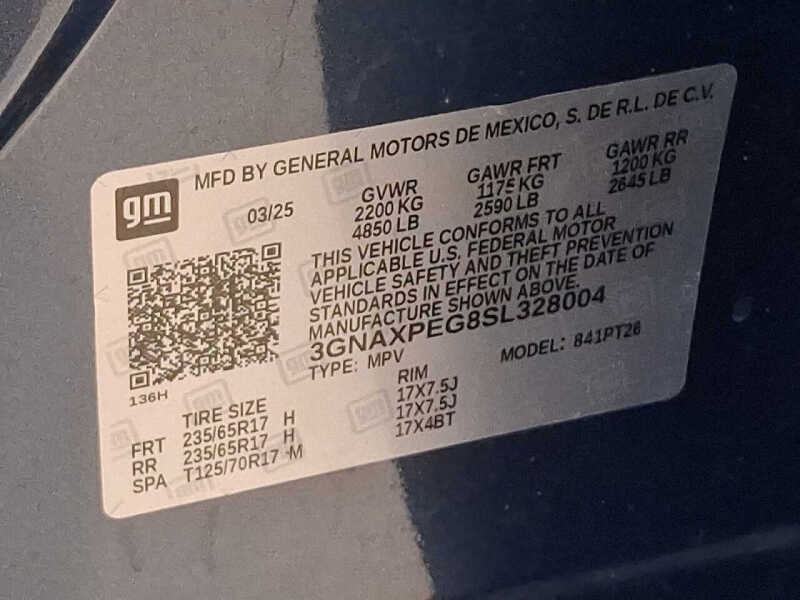 gm
MFD BY GENERAL MOTORS DE MEXICO, S. DE R.L. DE C.V.
03/25
GVWR GAWR FRT GAWR RR
2200 KG 1175 KG 1200 KG
4850 LB 2590 LB 2645 LB
THIS VEHICLE CONFORMS TO ALL
APPLICABLE U.S. FEDERAL MOTOR
VEHICLE SAFETY AND THEFT PREVENTION
STANDARDS IN EFFECT ON THE DATE OF
MANUFACTURE SHOWN ABOVE.
3GNAXPEG8SL328004
TYPE: MPV MODEL: 841PT26
136H
TIRE SIZE RIM
FRT 235/65R17 H 17X7.5J
RR 235/65R17 H 17X7.5J
SPA T125/70R17 M 17X4BT